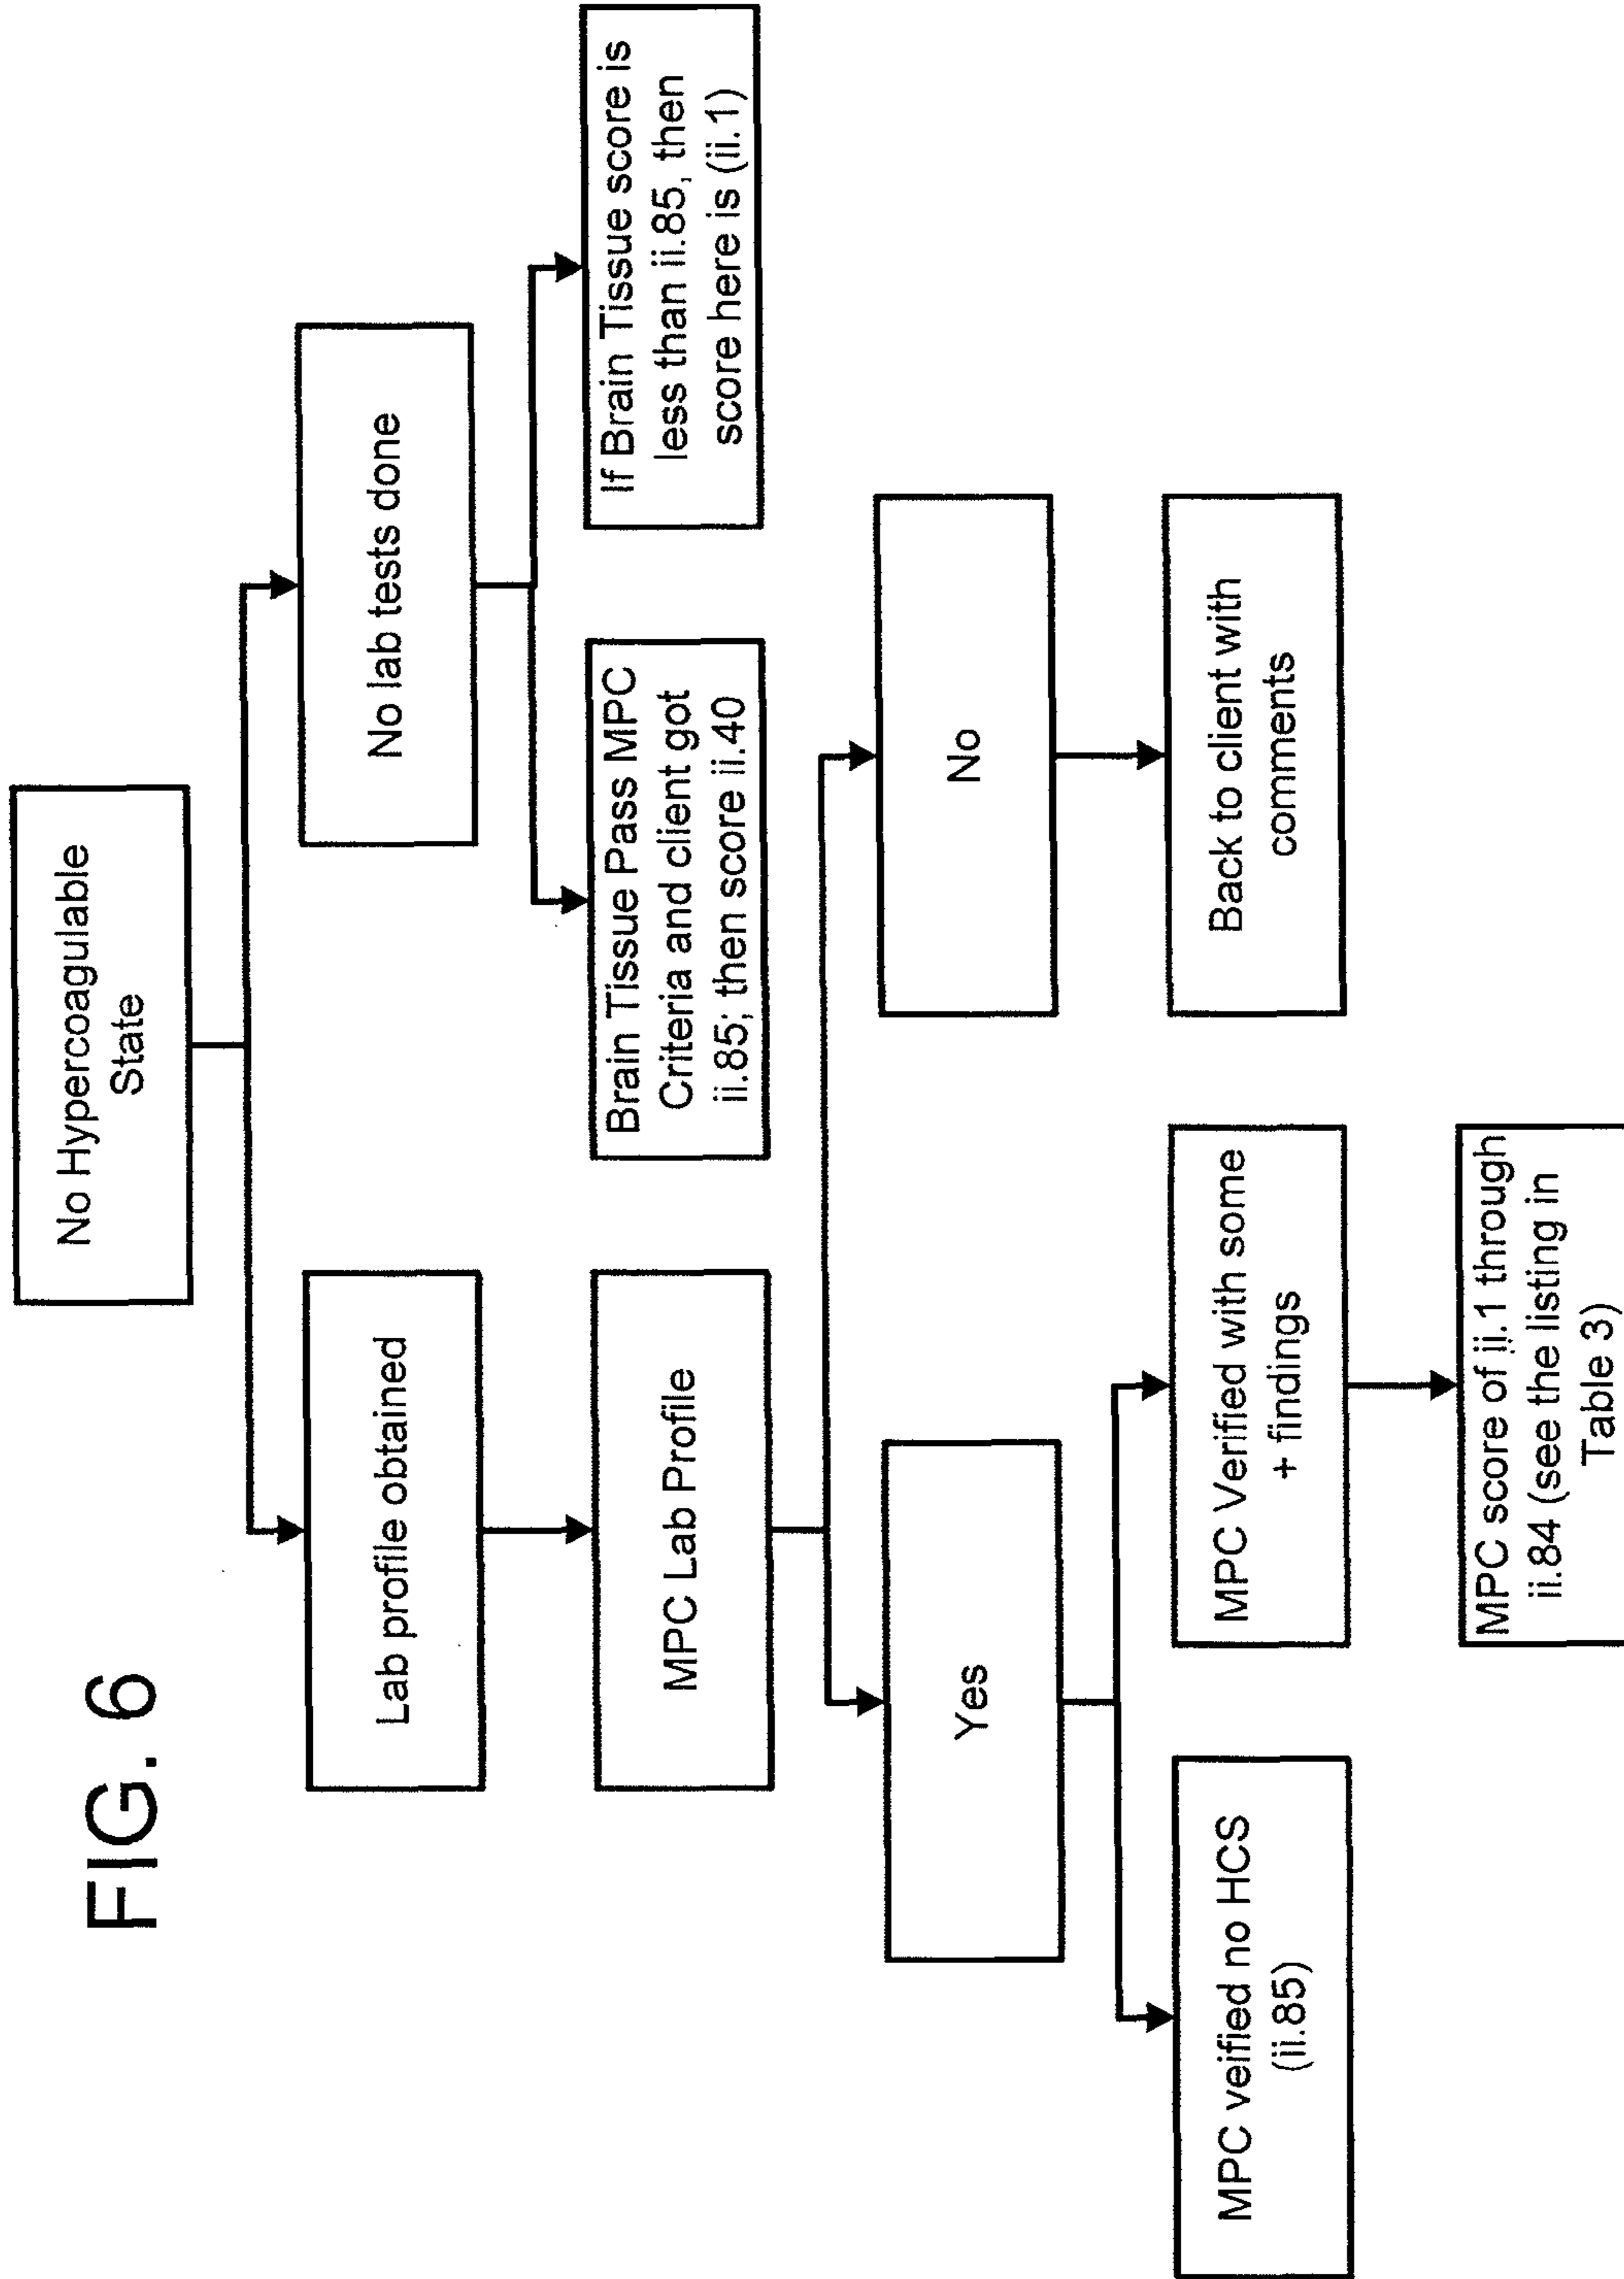 FIG. 6
No Hypercoagulable
State
Lab profile obtained
No lab tests done
MPC Lab Profile
Brain Tissue Pass MPC
Criteria and client got
ii.85; then score ii.40
If Brain Tissue score is
less than ii.85, then
score here is (ii.1)
Yes
No
MPC veified no HCS
(ii.85)
MPC Verified with some
+ findings
Back to client with
comments
MPC score of ii.1 through
ii.84 (see the listing in
Table 3)